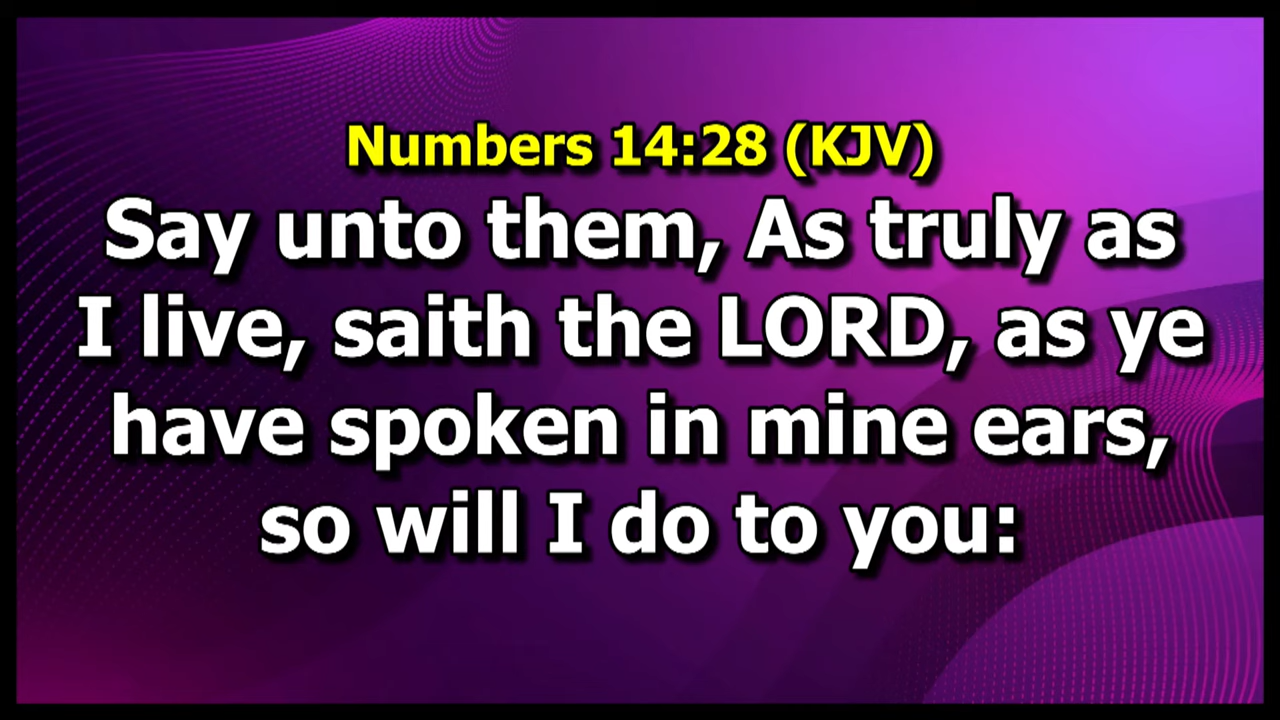 Numbers 14:28 (KJV)
Say unto them, As truly as
I live, saith the LORD, as ye
have spoken in mine ears,
so will I do to you: